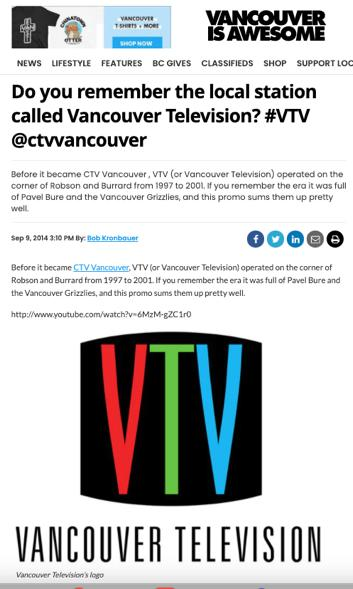 VANCOUVER
T-SHIRTS + MORE
SHOP NOW
VANCOUVER
IS AWESOME
NEWS LIFESTYLE FEATURES BC GIVES CLASSIFIEDS SHOP SUPPORT LOC
Do you remember the local station
called Vancouver Television? #VTV
@ctvvancouver
Before it became CTV Vancouver , VTV (or Vancouver Television) operated on the
corner of Robson and Burrard from 1997 to 2001. If you remember the era it was full
of Pavel Bure and the Vancouver Grizzlies, and this promo sums them up pretty
well.
Sep 9, 2014 3:10 PM By: Bob Kronbauer
Before it became CTV Vancouver, VTV (or Vancouver Television) operated on the corner of
Robson and Burrard from 1997 to 2001. If you remember the era it was full of Pavel Bure and
the Vancouver Grizzlies, and this promo sums them up pretty well.
http://www.youtube.com/watch?v=6MzM-gZC1r0
VTV
VANCOUVER TELEVISION
Vancouver Television's logo